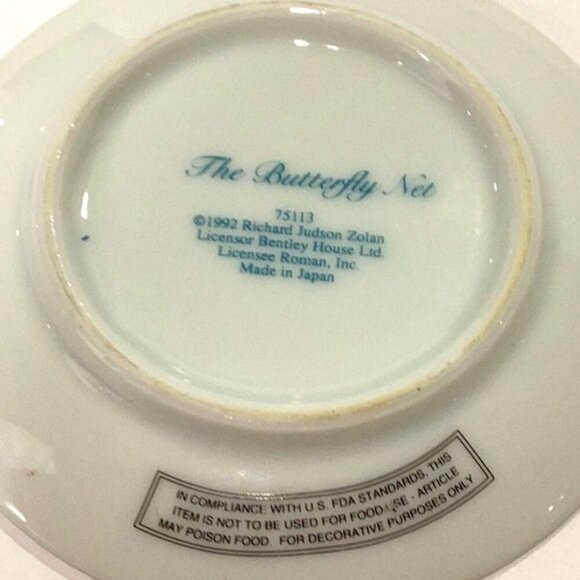 The Butterfly Net
75113
©1992 Richard Judson Zolan
Licensor Bentley House Ltd.
Licensee Roman, Inc.
Made in Japan
IN COMPLIANCE WITH U.S. FDA STANDARDS, THIS
ITEM IS NOT TO BE USED FOR FOOD USE - ARTICLE
MAY POISON FOOD. FOR DECORATIVE PURPOSES ONLY